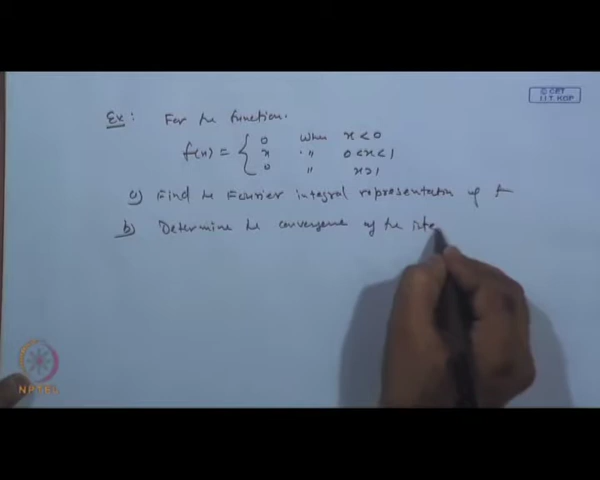 © CET
I.I.T. KGP
Ex: For the function.
f(x) = { 0 when x < 0
x " 0 < x < 1
0 " x > 1
a) Find the Fourier integral representation of f
b) Determine the convergence of the inte
NPTEL